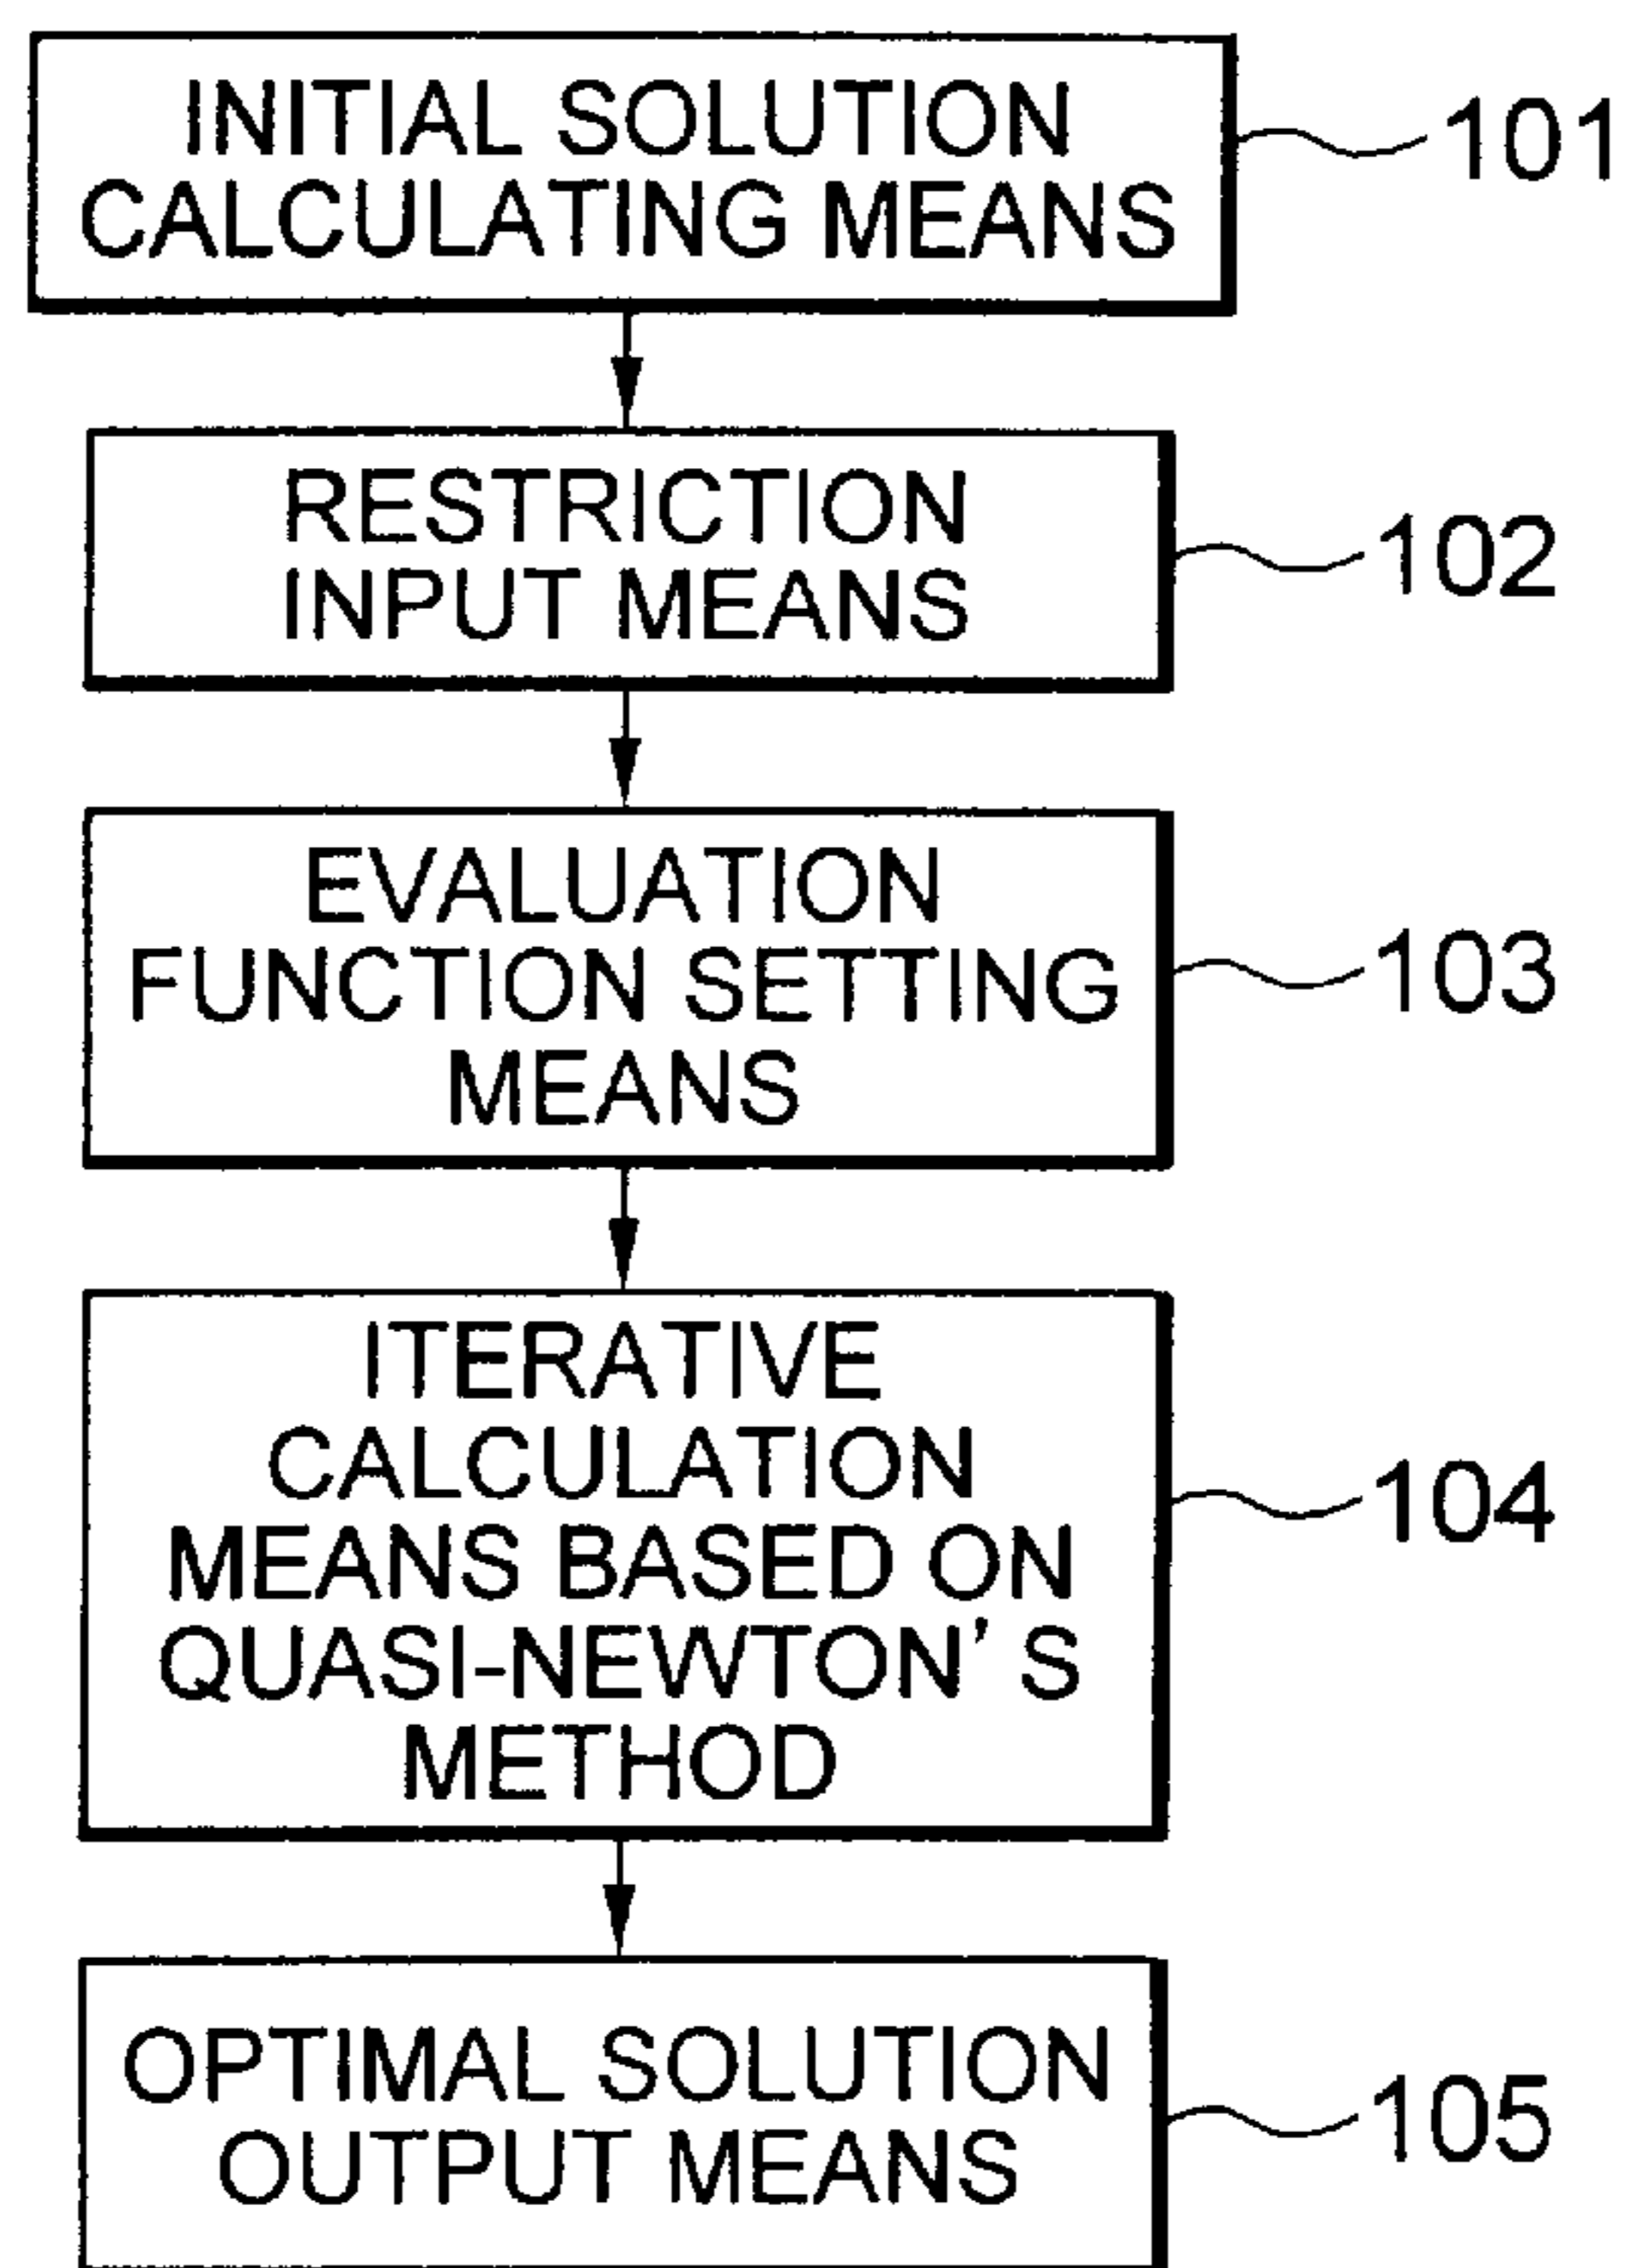 INITIAL SOLUTION
CALCULATING MEANS
101
RESTRICTION
INPUT MEANS
102
EVALUATION
FUNCTION SETTING
MEANS
103
ITERATIVE
CALCULATION
MEANS BASED ON
QUASI-NEWTON'S
METHOD
104
OPTIMAL SOLUTION
OUTPUT MEANS
105